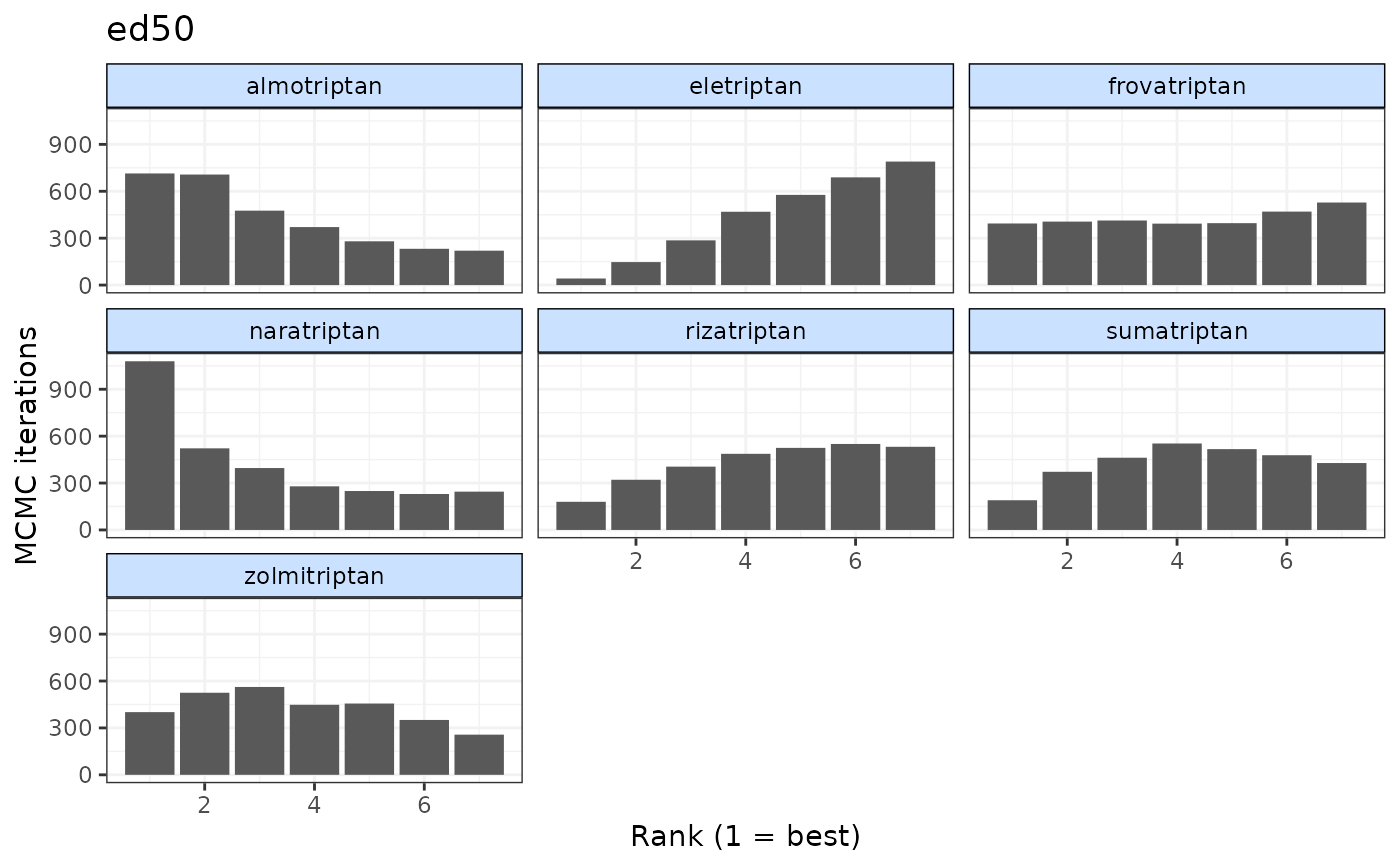 ed50
almotriptan
eletriptan
frovatriptan
900
600
300
0
naratriptan
rizatriptan
sumatriptan
900
600
300
0
2 4 6
2 4 6
zolmitriptan
900
600
300
0
2 4 6
MCMC iterations
Rank (1 = best)